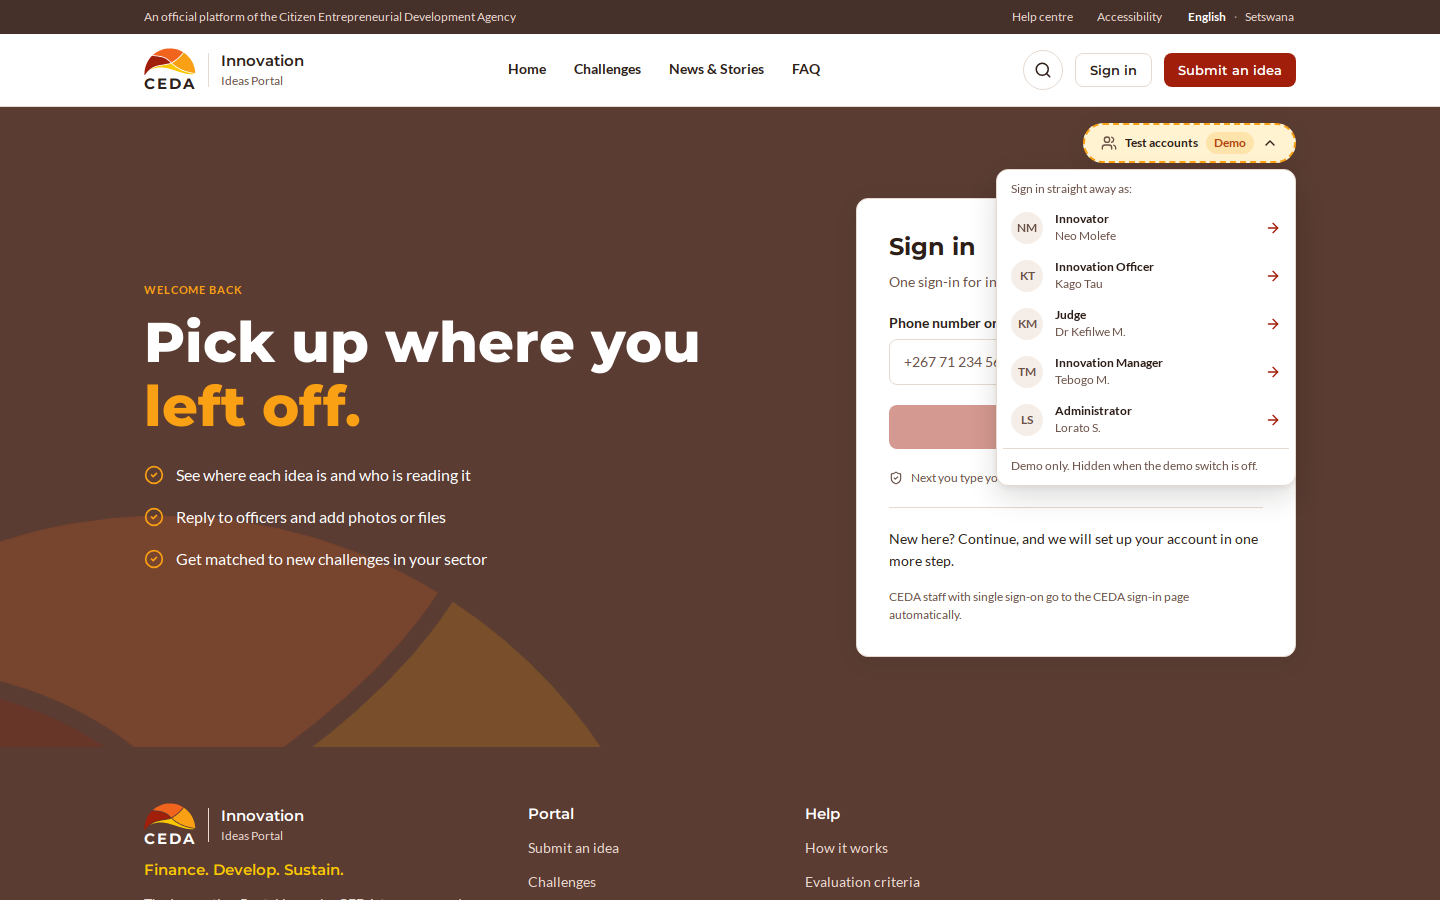 An official platform of the Citizen Entrepreneurial Development Agency
Help centre
Accessibility
English · Setswana
CEDA
Innovation
Ideas Portal
Home
Challenges
News & Stories
FAQ
Sign in
Submit an idea
Test accounts
Demo
Sign in straight away as:
NM
Innovator
Neo Molefe
KT
Innovation Officer
Kago Tau
KM
Judge
Dr Kefilwe M.
TM
Innovation Manager
Tebogo M.
LS
Administrator
Lorato S.
Demo only. Hidden when the demo switch is off.
WELCOME BACK
Pick up where you
left off.
See where each idea is and who is reading it
Reply to officers and add photos or files
Get matched to new challenges in your sector
Sign in
One sign-in for
Phone number
+267 71 234
Next you type
New here? Continue, and we will set up your account in one
more step.
CEDA staff with single sign-on go to the CEDA sign-in page
automatically.
CEDA
Innovation
Ideas Portal
Finance. Develop. Sustain.
Portal
Submit an idea
Challenges
Help
How it works
Evaluation criteria